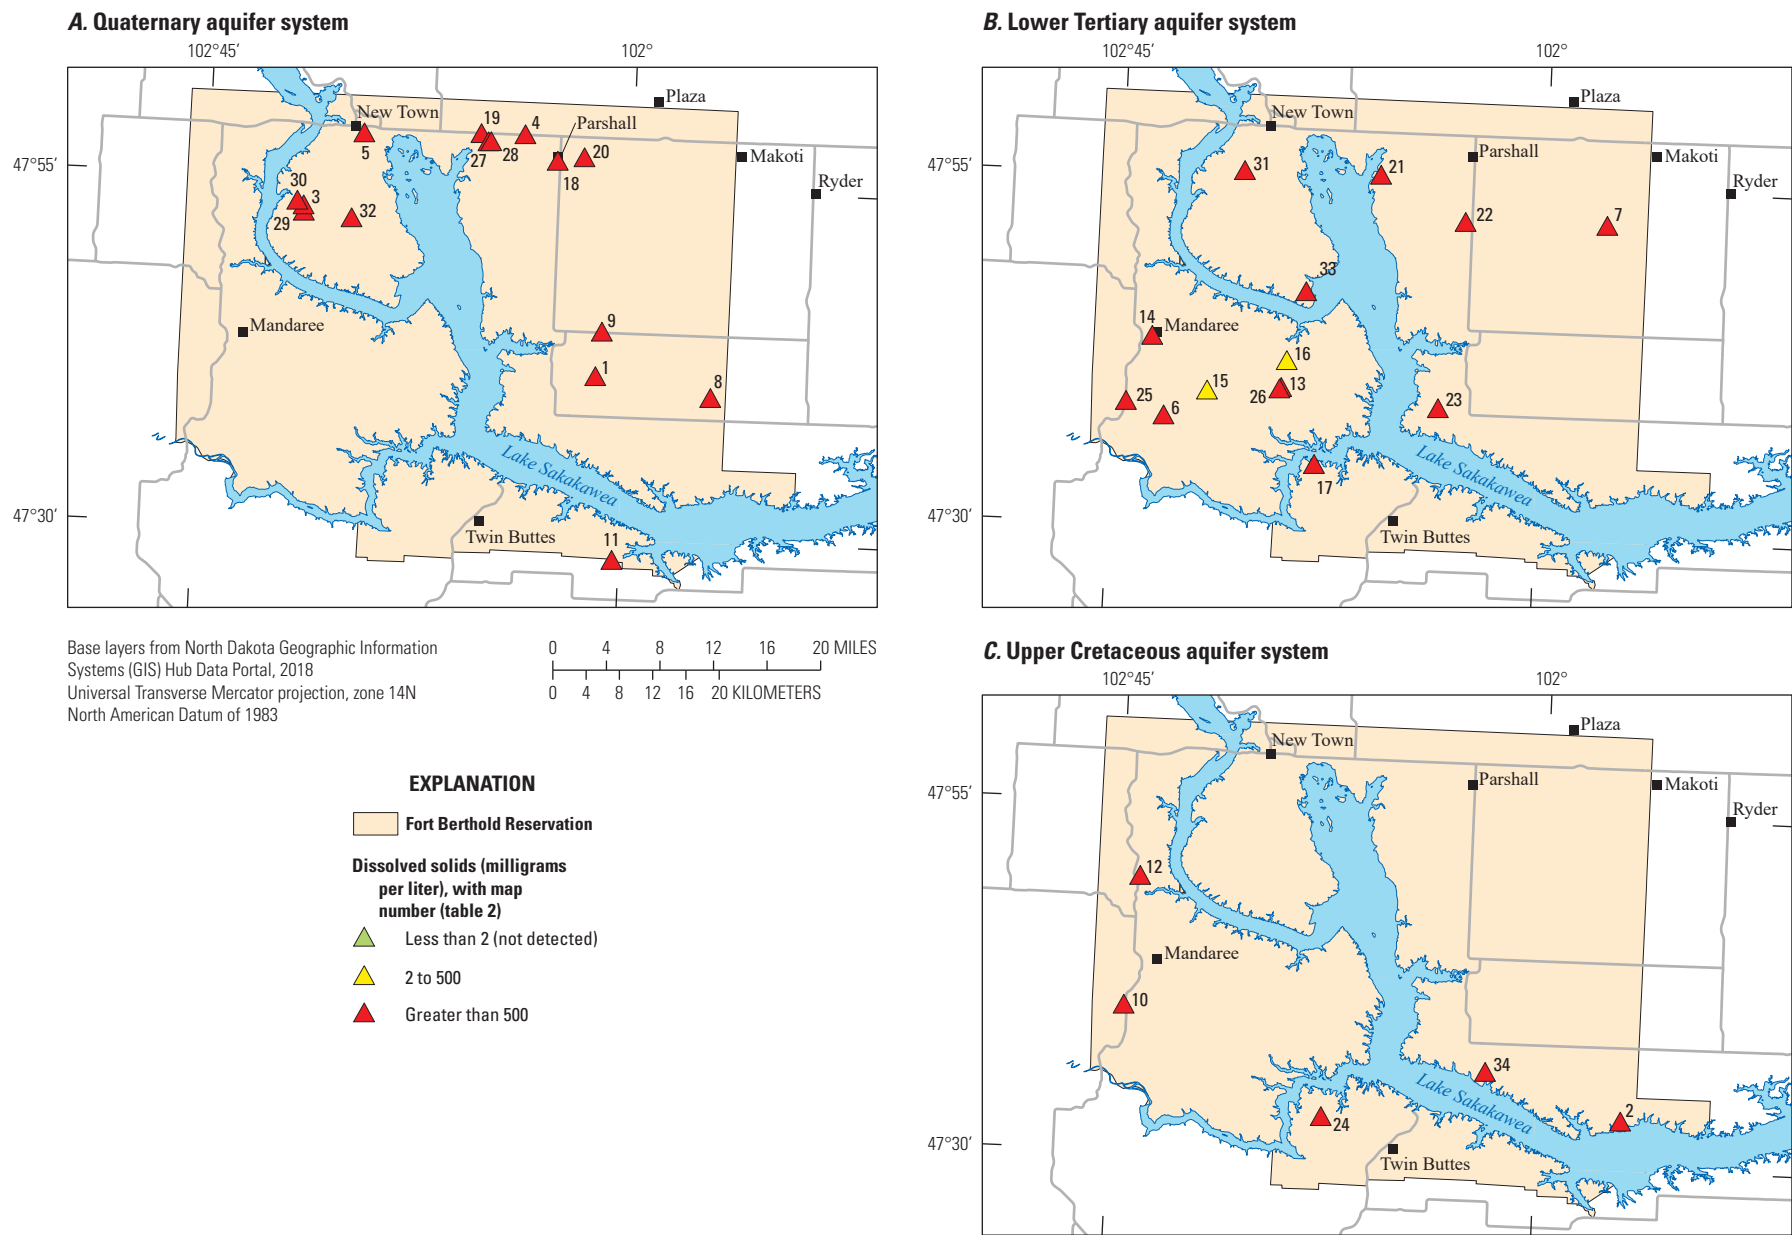 A. Quaternary aquifer system
102°45′
102°
47°55′
47°30′
Plaza
New Town
Parshall
Makoti
Ryder
Mandaree
Twin Buttes
Lake Sakakawea
19
4
5
27
28
20
18
30
3
29
32
9
1
8
11
B. Lower Tertiary aquifer system
102°45′
102°
47°55′
47°30′
Plaza
New Town
Parshall
Makoti
Ryder
Mandaree
Twin Buttes
Lake Sakakawea
31
21
22
7
33
14
16
15
13
26
25
6
23
17
Base layers from North Dakota Geographic Information
Systems (GIS) Hub Data Portal, 2018
Universal Transverse Mercator projection, zone 14N
North American Datum of 1983
0 4 8 12 16 20 MILES
0 4 8 12 16 20 KILOMETERS
EXPLANATION
Fort Berthold Reservation
Dissolved solids (milligrams
per liter), with map
number (table 2)
Less than 2 (not detected)
2 to 500
Greater than 500
C. Upper Cretaceous aquifer system
102°45′
102°
47°55′
47°30′
Plaza
New Town
Parshall
Makoti
Ryder
Mandaree
Twin Buttes
Lake Sakakawea
12
10
34
2
24